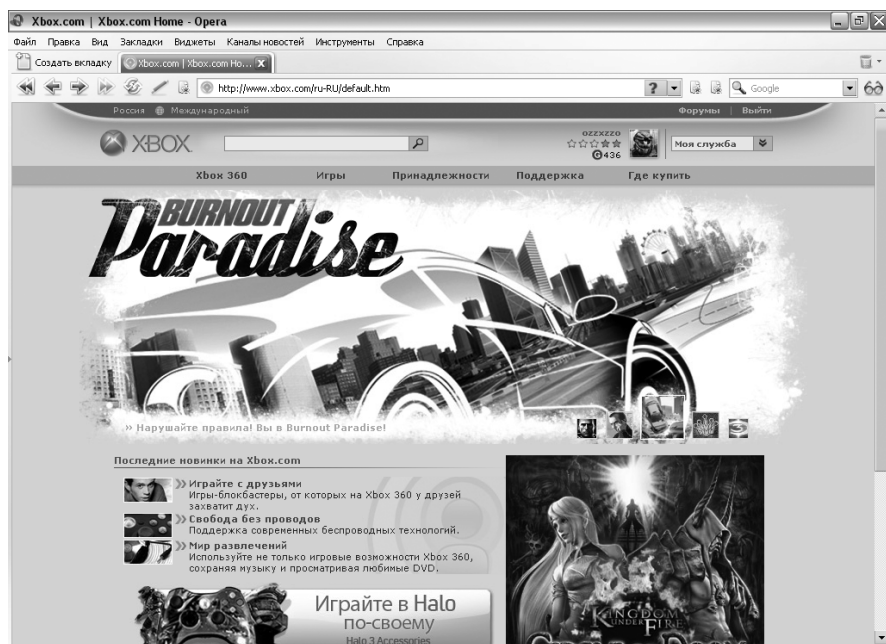 Xbox.com | Xbox.com Home - Opera
Файл Правка Вид Закладки Виджеты Каналы новостей Инструменты Справка
Создать вкладку Xbox.com | Xbox.com Ho... X
http://www.xbox.com/ru-RU/default.htm ? Google
Россия Международный Форумы | Выйти
XBOX ozzxzzo
Моя служба
G 436
Xbox 360 Игры Принадлежности Поддержка Где купить
BURNOUT
Paradise
» Нарушайте правила! Вы в Burnout Paradise!
Последние новинки на Xbox.com
» Играйте с друзьями
Игры-блокбастеры, от которых на Xbox 360 у друзей
захватит дух.
» Свобода без проводов
Поддержка современных беспроводных технологий.
» Мир развлечений
Используйте не только игровые возможности Xbox 360,
сохраняя музыку и просматривая любимые DVD.
Играйте в Halo
по-своему
Halo 3 Accessories
KINGDOM
UNDER FIRE